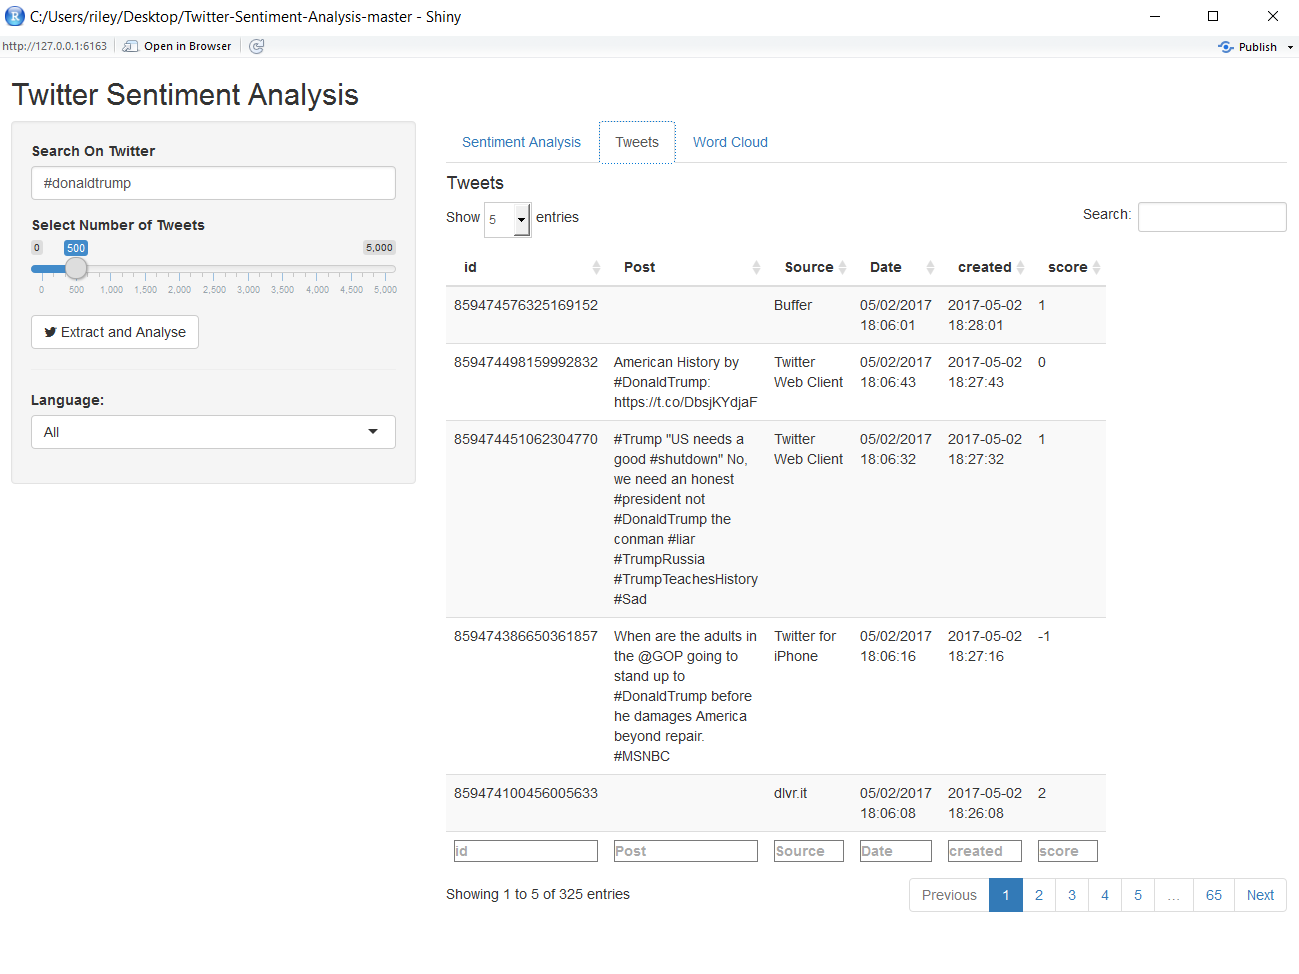 C:/Users/riley/Desktop/Twitter-Sentiment-Analysis-master - Shiny
http://127.0.0.1:6163 Open in Browser Publish
Twitter Sentiment Analysis
Search On Twitter
#donaldtrump
Select Number of Tweets
0 500 5,000
0 500 1,000 1,500 2,000 2,500 3,000 3,500 4,000 4,500 5,000
Extract and Analyse
Language:
All
Sentiment Analysis Tweets Word Cloud
Tweets
Show 5 entries Search:
id Post Source Date created score
859474576325169152 Buffer 05/02/2017 2017-05-02 1
18:06:01 18:28:01
859474498159992832 American History by Twitter 05/02/2017 2017-05-02 0
#DonaldTrump: Web Client 18:06:43 18:27:43
https://t.co/DbsjKYdjaF
859474451062304770 #Trump "US needs a Twitter 05/02/2017 2017-05-02 1
good #shutdown" No, Web Client 18:06:32 18:27:32
we need an honest
#president not
#DonaldTrump the
conman #liar
#TrumpRussia
#TrumpTeachesHistory
#Sad
859474386650361857 When are the adults in Twitter for 05/02/2017 2017-05-02 -1
the @GOP going to iPhone 18:06:16 18:27:16
stand up to
#DonaldTrump before
he damages America
beyond repair.
#MSNBC
859474100456005633 dlvr.it 05/02/2017 2017-05-02 2
18:06:08 18:26:08
id Post Source Date created score
Showing 1 to 5 of 325 entries Previous 1 2 3 4 5 … 65 Next